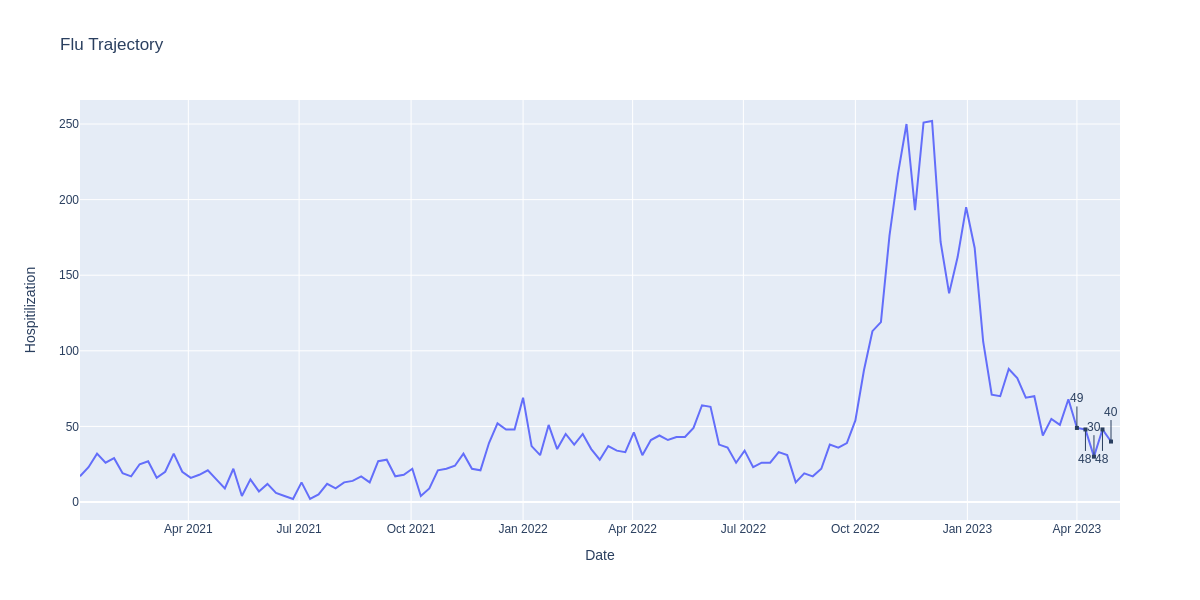 Flu Trajectory
Hospitilization
250
200
150
100
50
0
49
40
30
48
48
Apr 2021
Jul 2021
Oct 2021
Jan 2022
Apr 2022
Jul 2022
Oct 2022
Jan 2023
Apr 2023
Date